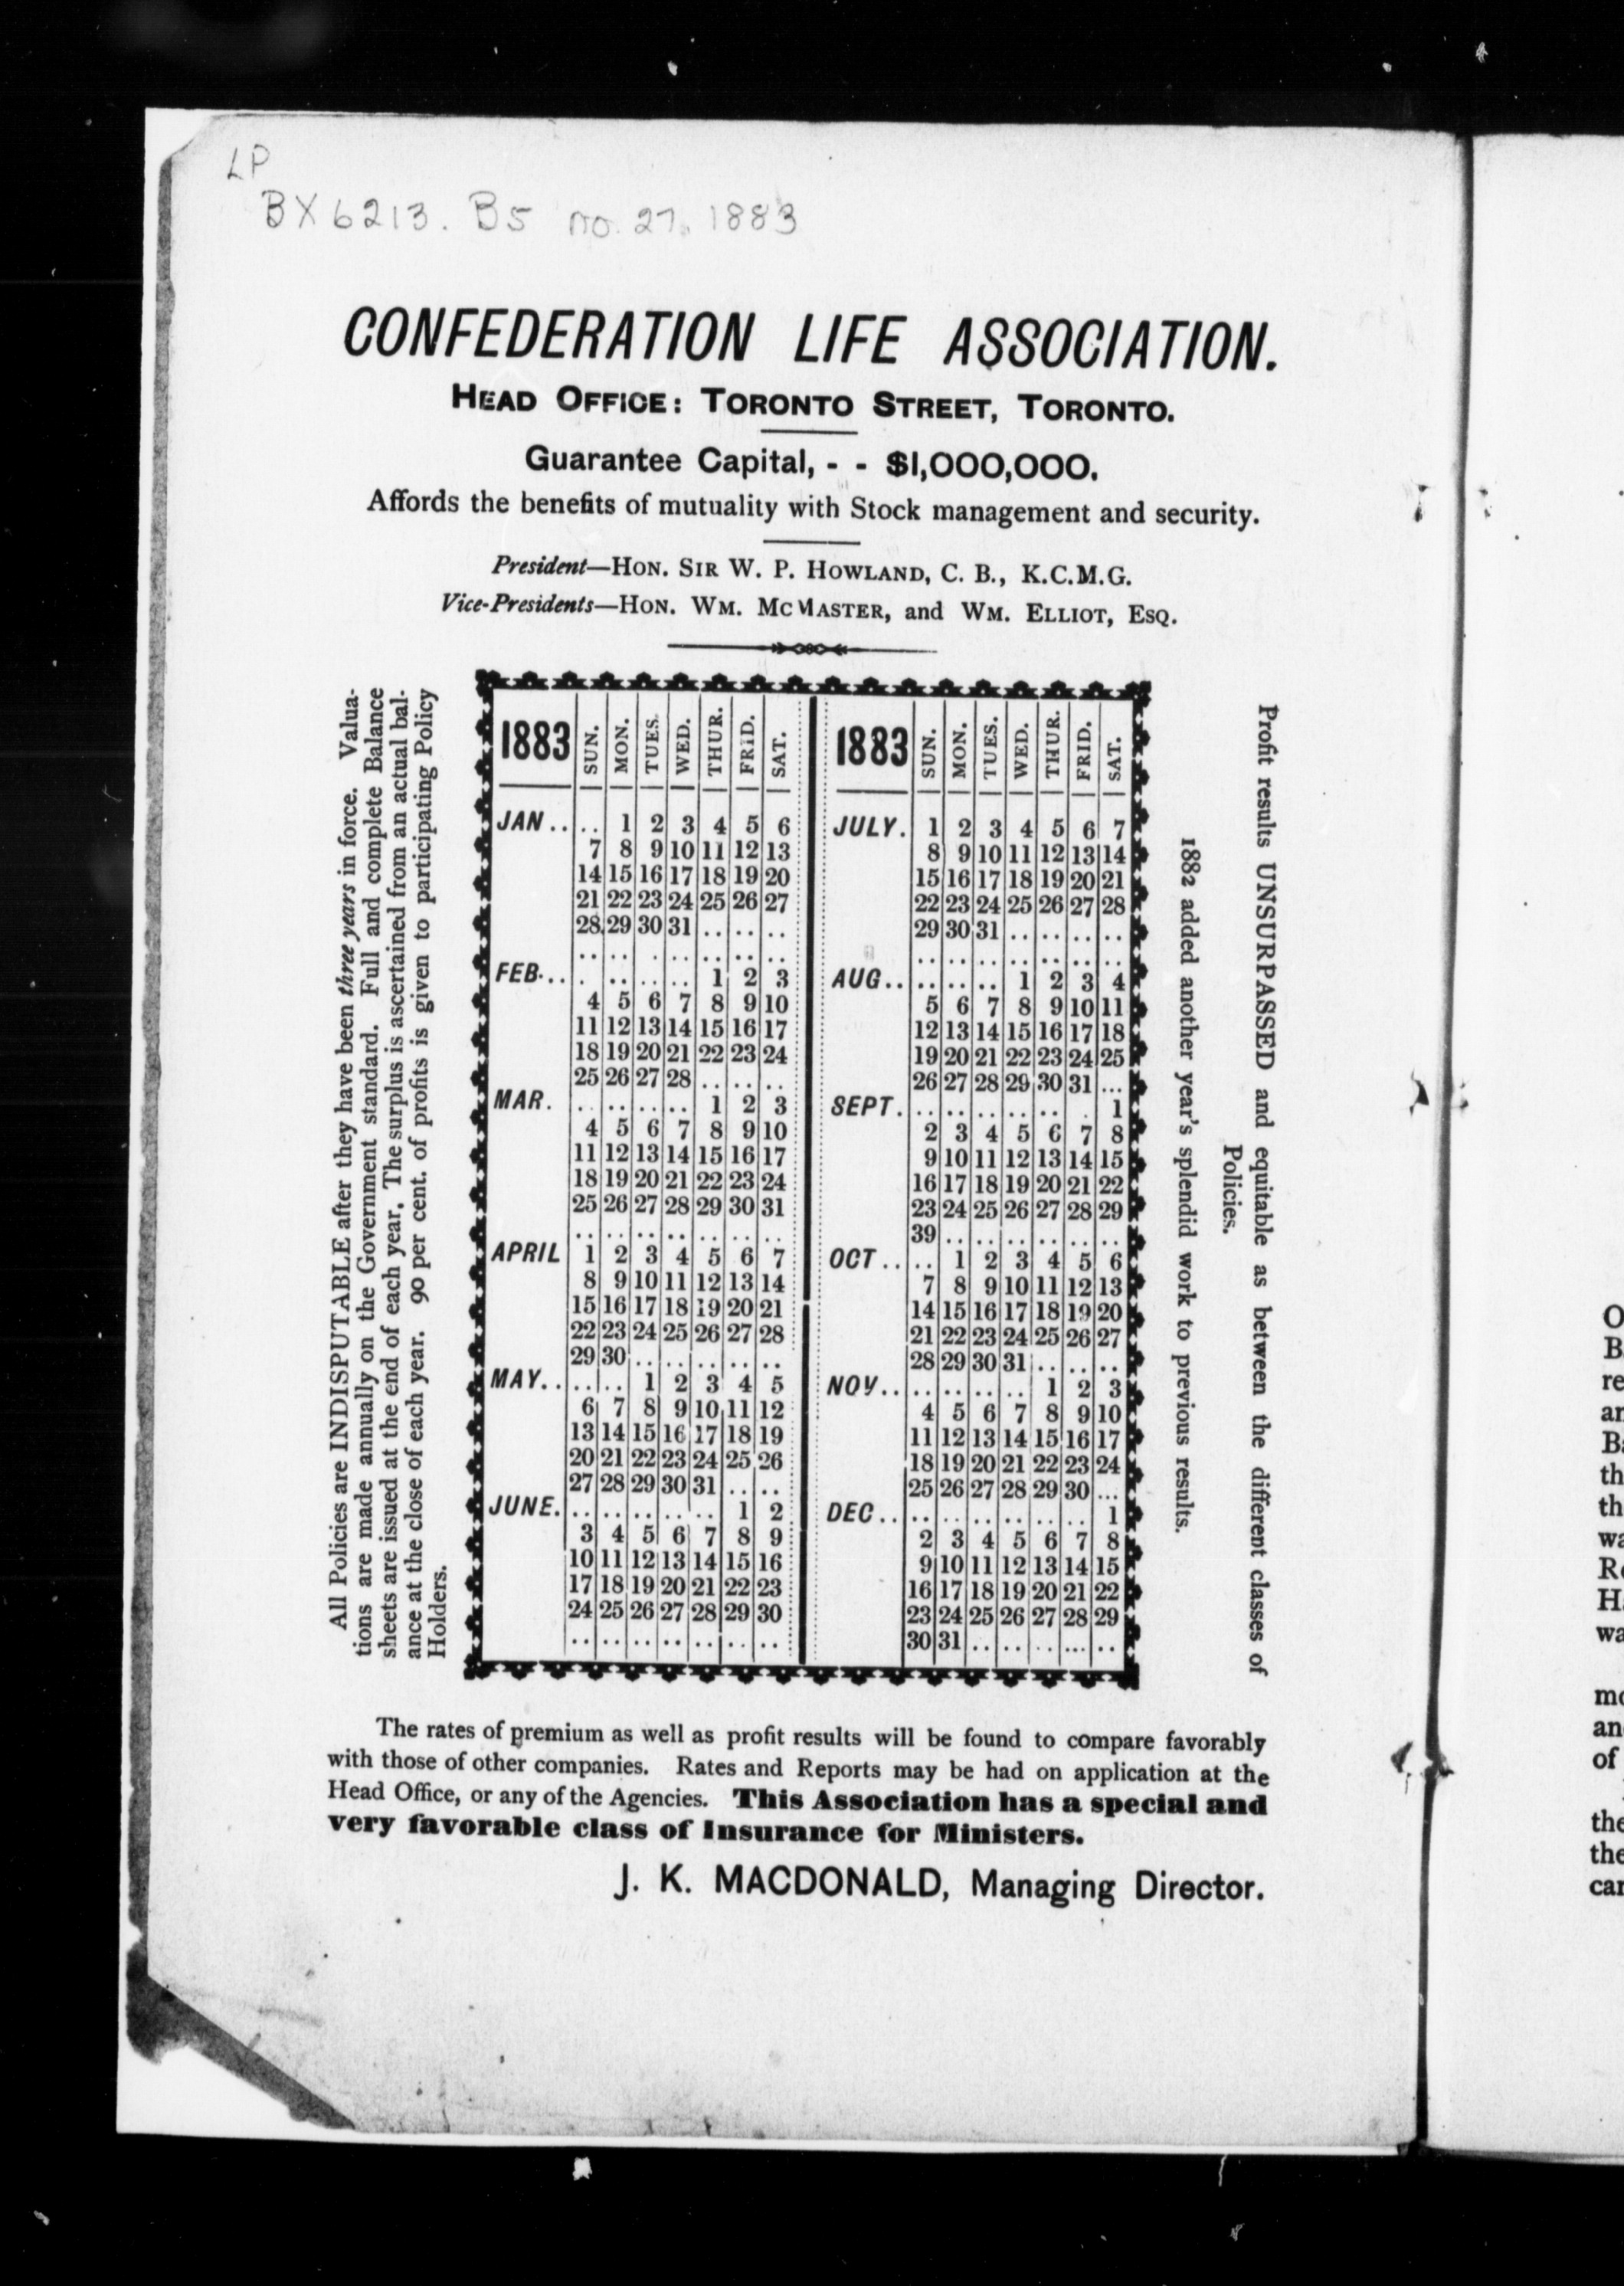 LP
BX6213. B5 no. 27. 1883
CONFEDERATION LIFE ASSOCIATION.
HEAD OFFICE: TORONTO STREET, TORONTO.
Guarantee Capital, - - $1,000,000.
Affords the benefits of mutuality with Stock management and security.
President—HON. SIR W. P. HOWLAND, C. B., K.C.M.G.
Vice-Presidents—HON. WM. MCMASTER, and WM. ELLIOT, ESQ.
All Policies are INDISPUTABLE after they have been three years in force. Valua-
tions are made annually on the Government standard. Full and complete Balance
sheets are issued at the end of each year. The surplus is ascertained from an actual bal-
ance at the close of each year. 90 per cent. of profits is given to participating Policy
Holders.
1883 SUN. MON. TUES. WED. THUR. FRID. SAT.
JAN .. .. 1 2 3 4 5 6
7 8 9 10 11 12 13
14 15 16 17 18 19 20
21 22 23 24 25 26 27
28 29 30 31 .. .. ..
.. .. . .. .. .. ..
FEB... . .. .. .. 1 2 3
4 5 6 7 8 9 10
11 12 13 14 15 16 17
18 19 20 21 22 23 24
25 26 27 28 .. .. ..
MAR. .. .. .. .. 1 2 3
4 5 6 7 8 9 10
11 12 13 14 15 16 17
18 19 20 21 22 23 24
25 26 27 28 29 30 31
.. .. .. .. .. .. ..
APRIL 1 2 3 4 5 6 7
8 9 10 11 12 13 14
15 16 17 18 19 20 21
22 23 24 25 26 27 28
29 30 .. .. .. .. ..
MAY.. .. .. 1 2 3 4 5
6 7 8 9 10 11 12
13 14 15 16 17 18 19
20 21 22 23 24 25 26
27 28 29 30 31 .. ..
JUNE. .. .. .. .. .. 1 2
3 4 5 6 7 8 9
10 11 12 13 14 15 16
17 18 19 20 21 22 23
24 25 26 27 28 29 30
.. .. .. .. .. .. ..
1883 SUN. MON. TUES. WED. THUR. FRID. SAT.
JULY. 1 2 3 4 5 6 7
8 9 10 11 12 13 14
15 16 17 18 19 20 21
22 23 24 25 26 27 28
29 30 31 .. .. .. ..
.. .. .. .. .. .. ..
AUG.. .. .. .. 1 2 3 4
5 6 7 8 9 10 11
12 13 14 15 16 17 18
19 20 21 22 23 24 25
26 27 28 29 30 31 ...
SEPT. .. .. .. .. .. . 1
2 3 4 5 6 7 8
9 10 11 12 13 14 15
16 17 18 19 20 21 22
23 24 25 26 27 28 29
39 .. .. .. .. .. ..
OCT .. .. 1 2 3 4 5 6
7 8 9 10 11 12 13
14 15 16 17 18 19 20
21 22 23 24 25 26 27
28 29 30 31 .. .. ..
NOV.. .. .. .. .. 1 2 3
4 5 6 7 8 9 10
11 12 13 14 15 16 17
18 19 20 21 22 23 24
25 26 27 28 29 30 ...
DEC .. .. .. .. .. .. .. 1
2 3 4 5 6 7 8
9 10 11 12 13 14 15
16 17 18 19 20 21 22
23 24 25 26 27 28 29
30 31 .. .. .. ... ..
Profit results UNSURPASSED and equitable as between the different classes of
Policies.
1882 added another year's splendid work to previous results.
The rates of premium as well as profit results will be found to compare favorably
with those of other companies. Rates and Reports may be had on application at the
Head Office, or any of the Agencies. This Association has a special and
very favorable class of Insurance for Ministers.
J. K. MACDONALD, Managing Director.